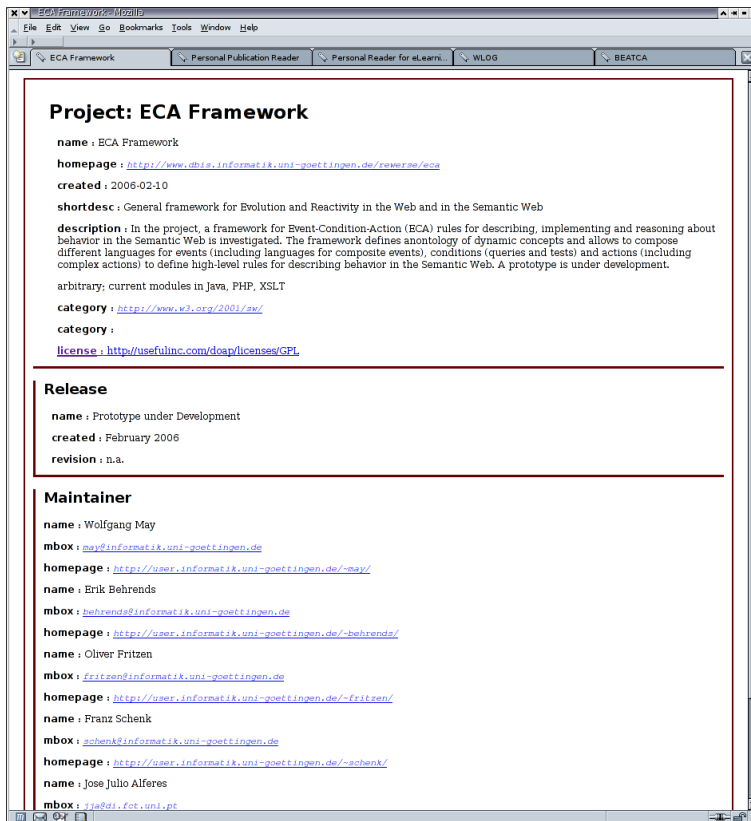 ECA Framework - Mozilla
File Edit View Go Bookmarks Tools Window Help
ECA Framework
Personal Publication Reader
Personal Reader for eLearni...
WLOG
BEATCA
Project: ECA Framework
name : ECA Framework
homepage : http://www.dbis.informatik.uni-goettingen.de/rewerse/eca
created : 2006-02-10
shortdesc : General framework for Evolution and Reactivity in the Web and in the Semantic Web
description : In the project, a framework for Event-Condition-Action (ECA) rules for describing, implementing and reasoning about
behavior in the Semantic Web is investigated. The framework defines anontology of dynamic concepts and allows to compose
different languages for events (including languages for composite events), conditions (queries and tests) and actions (including
complex actions) to define high-level rules for describing behavior in the Semantic Web. A prototype is under development.
arbitrary; current modules in Java, PHP, XSLT
category : http://www.w3.org/2001/sw/
category :
license : http://usefulinc.com/doap/licenses/GPL
Release
name : Prototype under Development
created : February 2006
revision : n.a.
Maintainer
name : Wolfgang May
mbox : may@informatik.uni-goettingen.de
homepage : http://user.informatik.uni-goettingen.de/~may/
name : Erik Behrends
mbox : behrends@informatik.uni-goettingen.de
homepage : http://user.informatik.uni-goettingen.de/~behrends/
name : Oliver Fritzen
mbox : fritzen@informatik.uni-goettingen.de
homepage : http://user.informatik.uni-goettingen.de/~fritzen/
name : Franz Schenk
mbox : schenk@informatik.uni-goettingen.de
homepage : http://user.informatik.uni-goettingen.de/~schenk/
name : Jose Julio Alferes
mbox : jja@di.fct.unl.pt